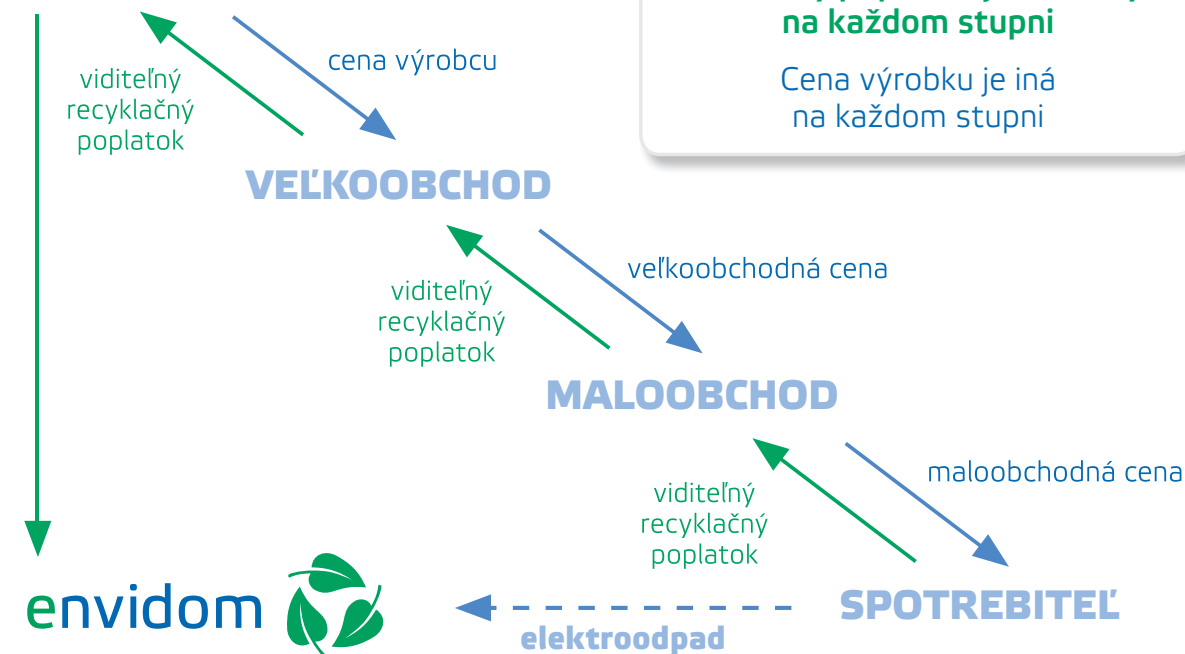 na každom stupni
Cena výrobku je iná
na každom stupni
cena výrobcu
viditeľný
recyklačný
poplatok
VEĽKOOBCHOD
veľkoobchodná cena
viditeľný
recyklačný
poplatok
MALOOBCHOD
maloobchodná cena
viditeľný
recyklačný
poplatok
SPOTREBITEĽ
envidom
elektroodpad